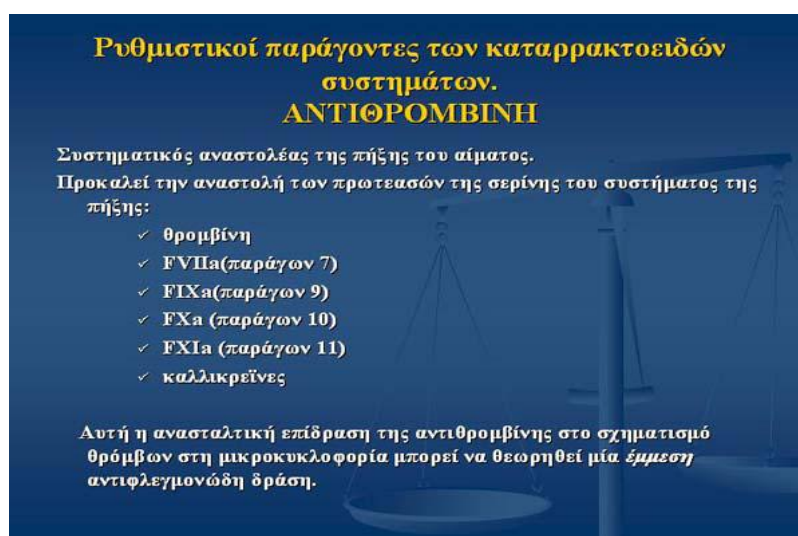 Ρυθμιστικοί παράγοντες των καταρρακτοειδών
συστημάτων.
ΑΝΤΙΘΡΟΜΒΙΝΗ
Συστηματικός αναστολέας της πήξης του αίματος.
Προκαλεί την αναστολή των πρωτεασών της σερίνης του συστήματος της
πήξης:
✓ θρομβίνη
✓ FVIIa(παράγων 7)
✓ FIXa(παράγων 9)
✓ FXa (παράγων 10)
✓ FXIa (παράγων 11)
✓ καλλικρεϊνες
Αυτή η ανασταλτική επίδραση της αντιθρομβίνης στο σχηματισμό
θρόμβων στη μικροκυκλοφορία μπορεί να θεωρηθεί μία έμμεση
αντιφλεγμονώδη δράση.